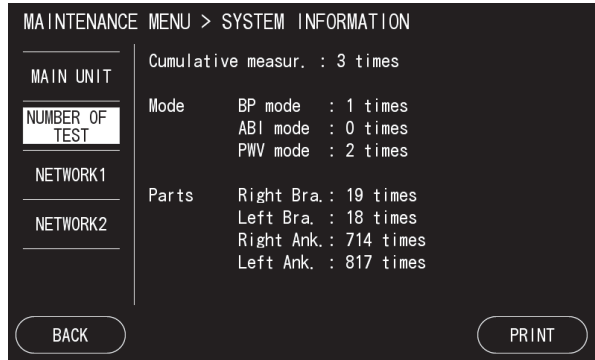 MAINTENANCE MENU > SYSTEM INFORMATION
MAIN UNIT
NUMBER OF
TEST
NETWORK1
NETWORK2
Cumulative measur. : 3 times
Mode BP mode : 1 times
ABI mode : 0 times
PWV mode : 2 times
Parts Right Bra. : 19 times
Left Bra. : 18 times
Right Ank. : 714 times
Left Ank. : 817 times
BACK
PRINT